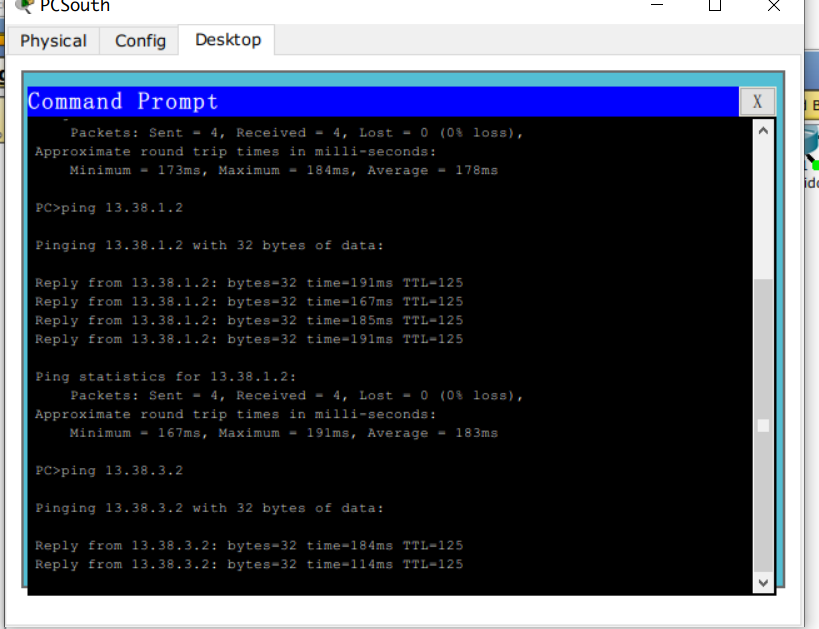 PCSouth
Physical Config Desktop
Command Prompt X
Packets: Sent = 4, Received = 4, Lost = 0 (0% loss),
Approximate round trip times in milli-seconds:
Minimum = 173ms, Maximum = 184ms, Average = 178ms
PC>ping 13.38.1.2
Pinging 13.38.1.2 with 32 bytes of data:
Reply from 13.38.1.2: bytes=32 time=191ms TTL=125
Reply from 13.38.1.2: bytes=32 time=167ms TTL=125
Reply from 13.38.1.2: bytes=32 time=185ms TTL=125
Reply from 13.38.1.2: bytes=32 time=191ms TTL=125
Ping statistics for 13.38.1.2:
Packets: Sent = 4, Received = 4, Lost = 0 (0% loss),
Approximate round trip times in milli-seconds:
Minimum = 167ms, Maximum = 191ms, Average = 183ms
PC>ping 13.38.3.2
Pinging 13.38.3.2 with 32 bytes of data:
Reply from 13.38.3.2: bytes=32 time=184ms TTL=125
Reply from 13.38.3.2: bytes=32 time=114ms TTL=125